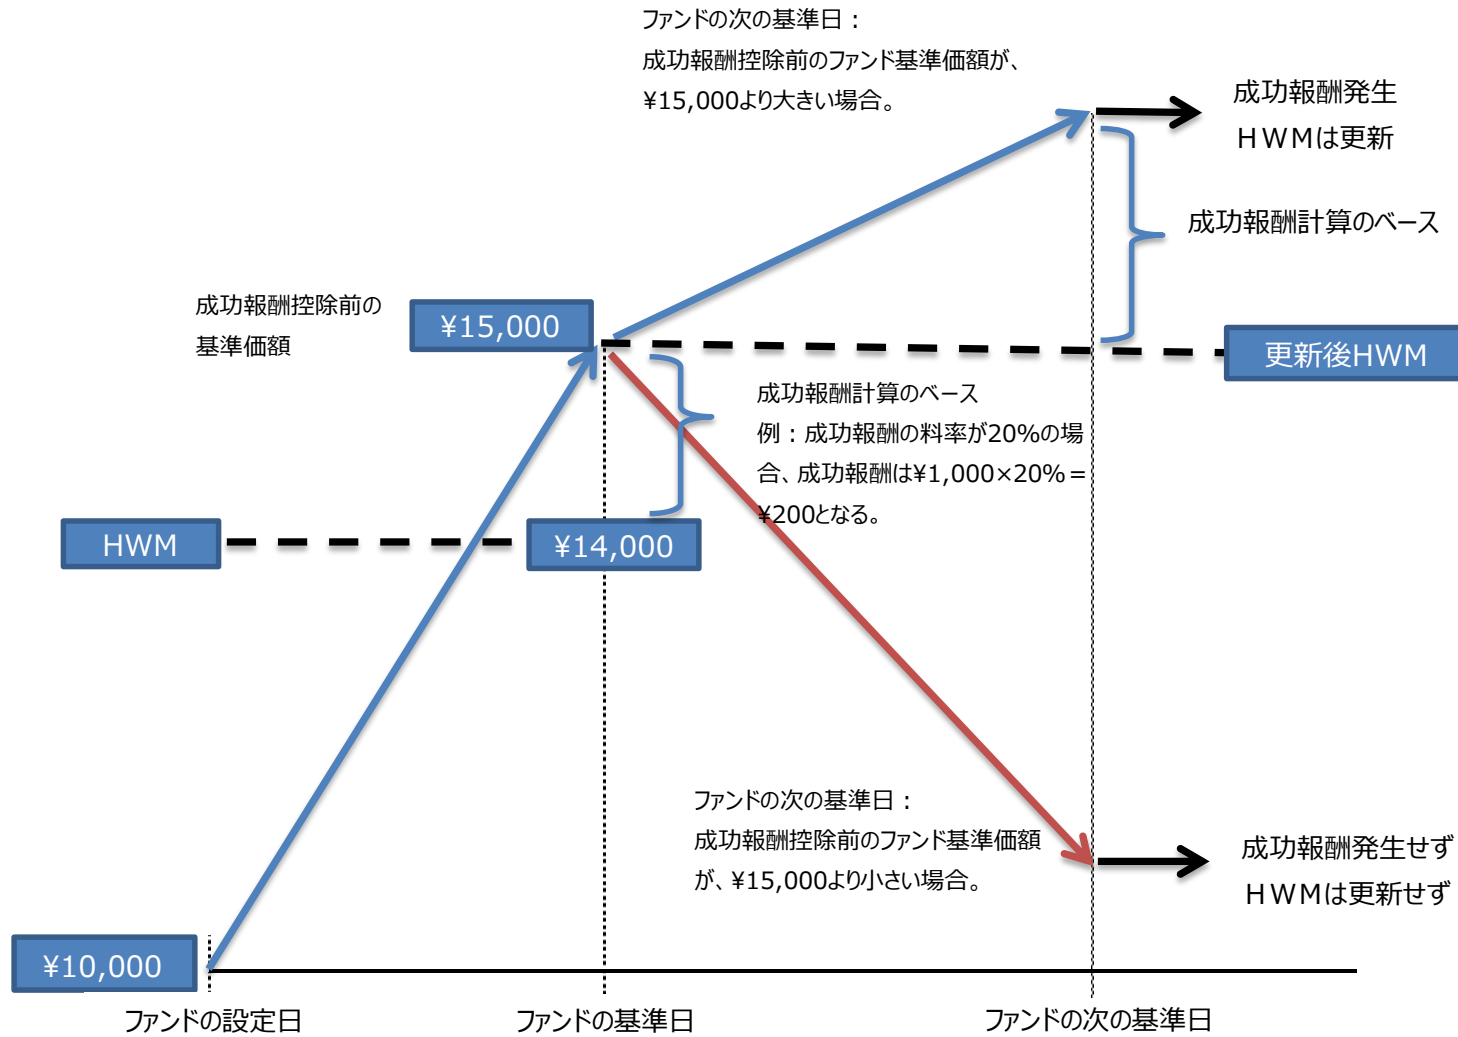 ファンドの次の基準日：
成功報酬控除前のファンド基準価額が、
¥15,000より大きい場合。
成功報酬発生
ＨＷＭは更新
成功報酬計算のベース
成功報酬控除前の
基準価額
¥15,000
更新後HWM
成功報酬計算のベース
例：成功報酬の料率が20%の場
合、成功報酬は¥1,000×20%＝
¥200となる。
HWM
¥14,000
ファンドの次の基準日：
成功報酬控除前のファンド基準価額
が、¥15,000より小さい場合。
成功報酬発生せず
ＨＷＭは更新せず
¥10,000
ファンドの設定日
ファンドの基準日
ファンドの次の基準日